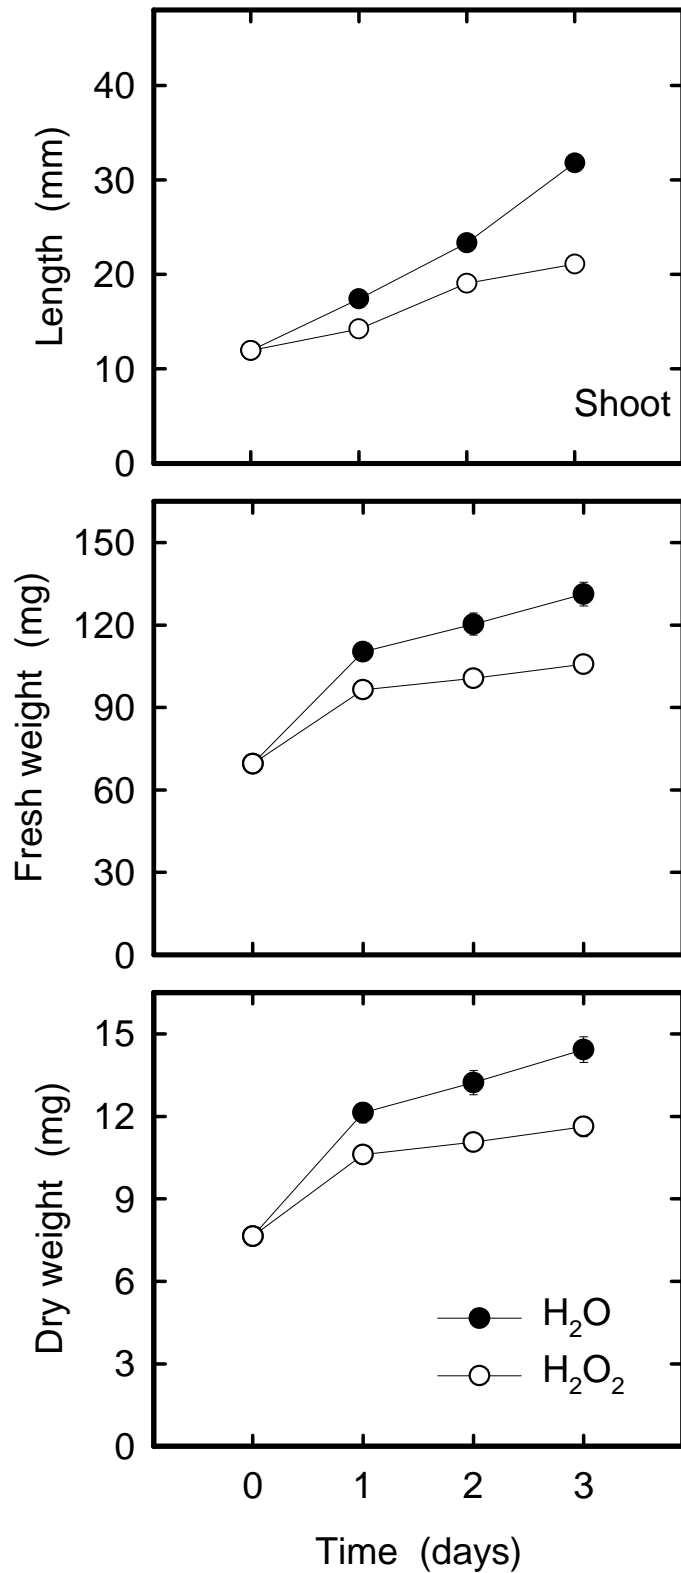 40
30
20
10
0
Length (mm)
Shoot
150
120
90
60
30
0
Fresh weight (mg)
15
12
9
6
3
0
Dry weight (mg)
H₂O
H₂O₂
0 1 2 3
Time (days)